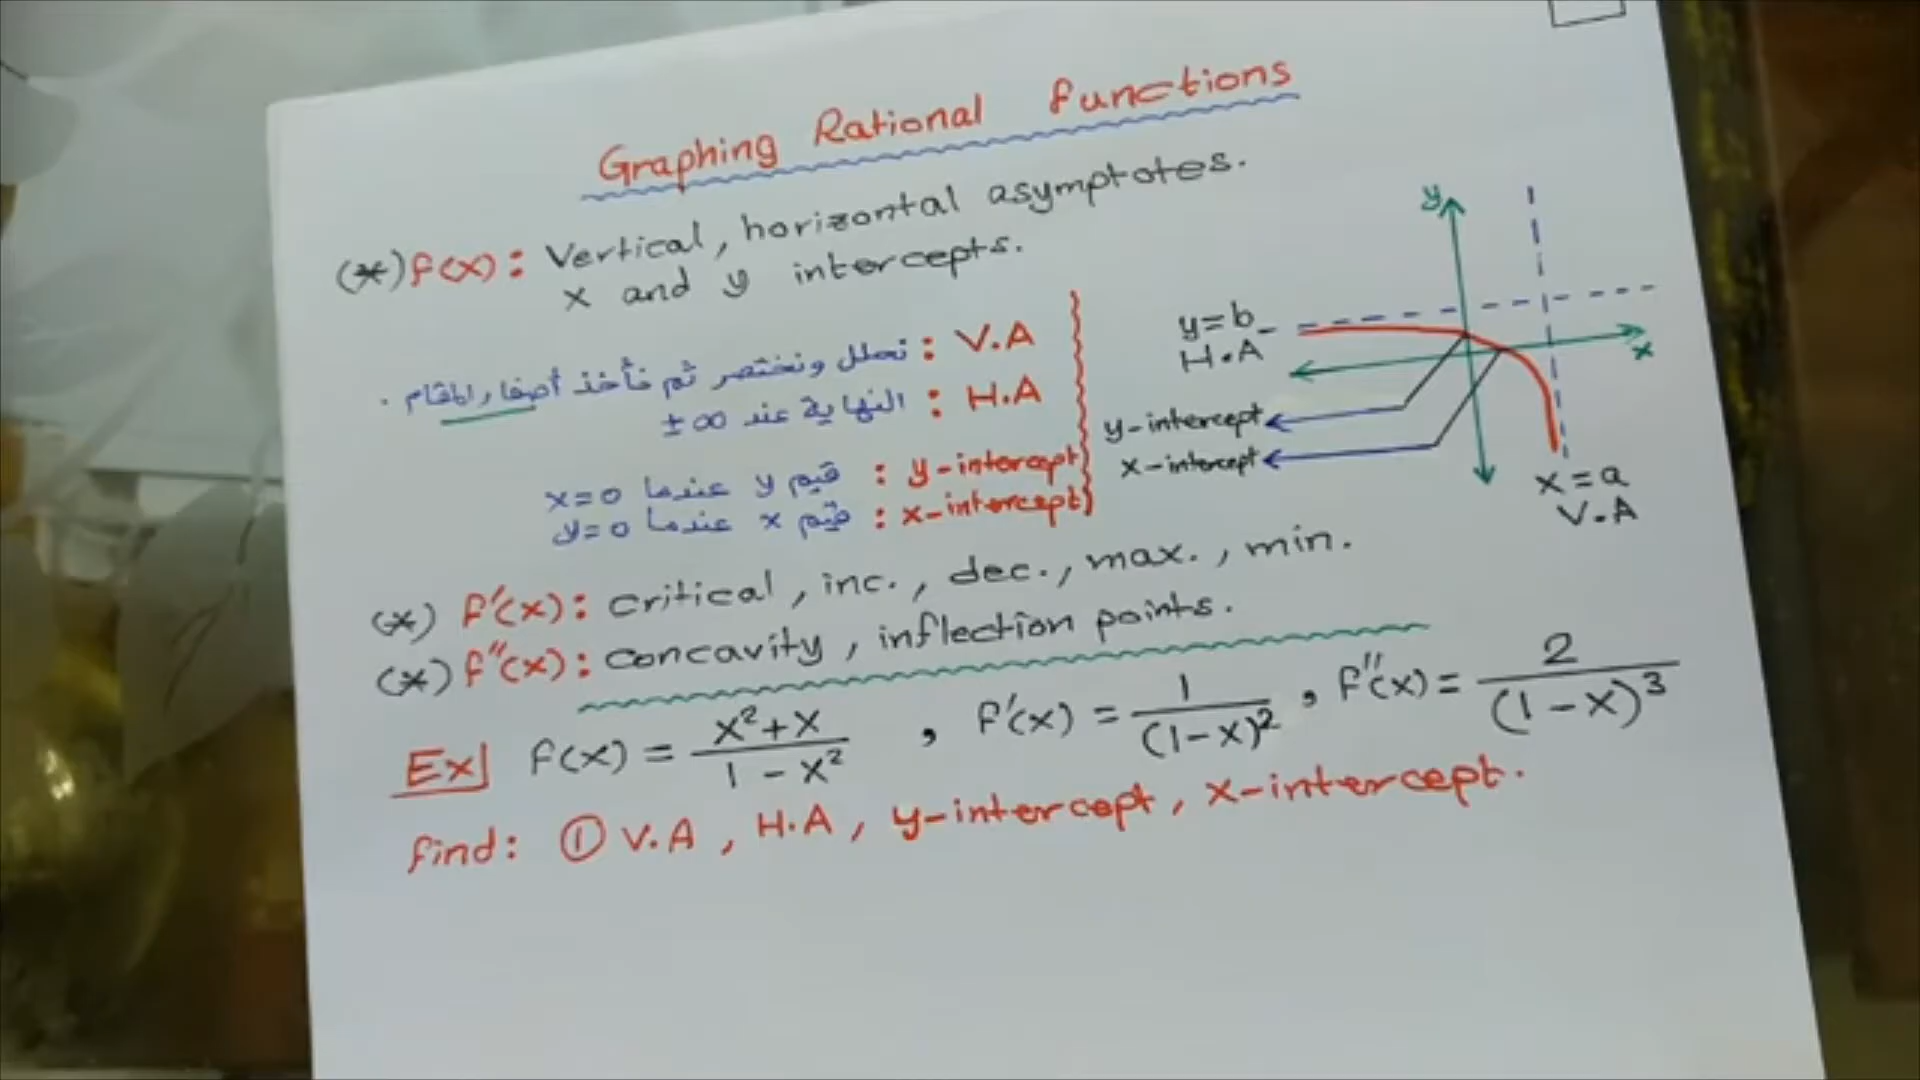 Graphing Rational functions
(*) f(x): Vertical, horizontal asymptotes.
x and y intercepts.
V.A : نحلل ونختصر ثم نأخذ أصفار المقام .
H.A : النهاية عند ±∞
y-intercept : قيم y عندما x=0
x-intercept : قيم x عندما y=0
y
x
y=b
H.A
y-intercept
x-intercept
x=a
V.A
(*) f'(x): critical, inc., dec., max., min.
(*) f''(x): concavity, inflection points.
Ex] f(x) = (x²+x)/(1-x²) , f'(x) = 1/(1-x)² , f''(x) = 2/(1-x)³
find: ① V.A, H.A, y-intercept, x-intercept.